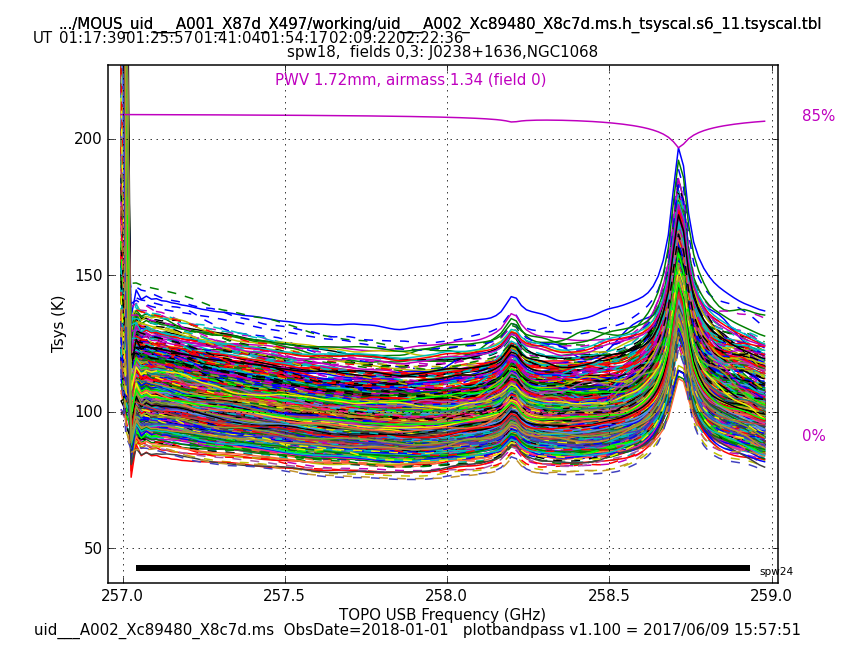 .../MOUS_uid___A001_X87d_X497/working/uid___A002_Xc89480_X8c7d.ms.h_tsyscal.s6_11.tsyscal.tbl
UT 01:17:39 01:25:57 01:41:04 01:54:17 02:09:22 02:22:36
spw18,  fields 0,3: J0238+1636,NGC1068
PWV 1.72mm, airmass 1.34 (field 0)
85%
200
150
Tsys (K)
100
0%
50
spw24
257.0 257.5 258.0 258.5 259.0
TOPO USB Frequency (GHz)
uid___A002_Xc89480_X8c7d.ms  ObsDate=2018-01-01   plotbandpass v1.100 = 2017/06/09 15:57:51